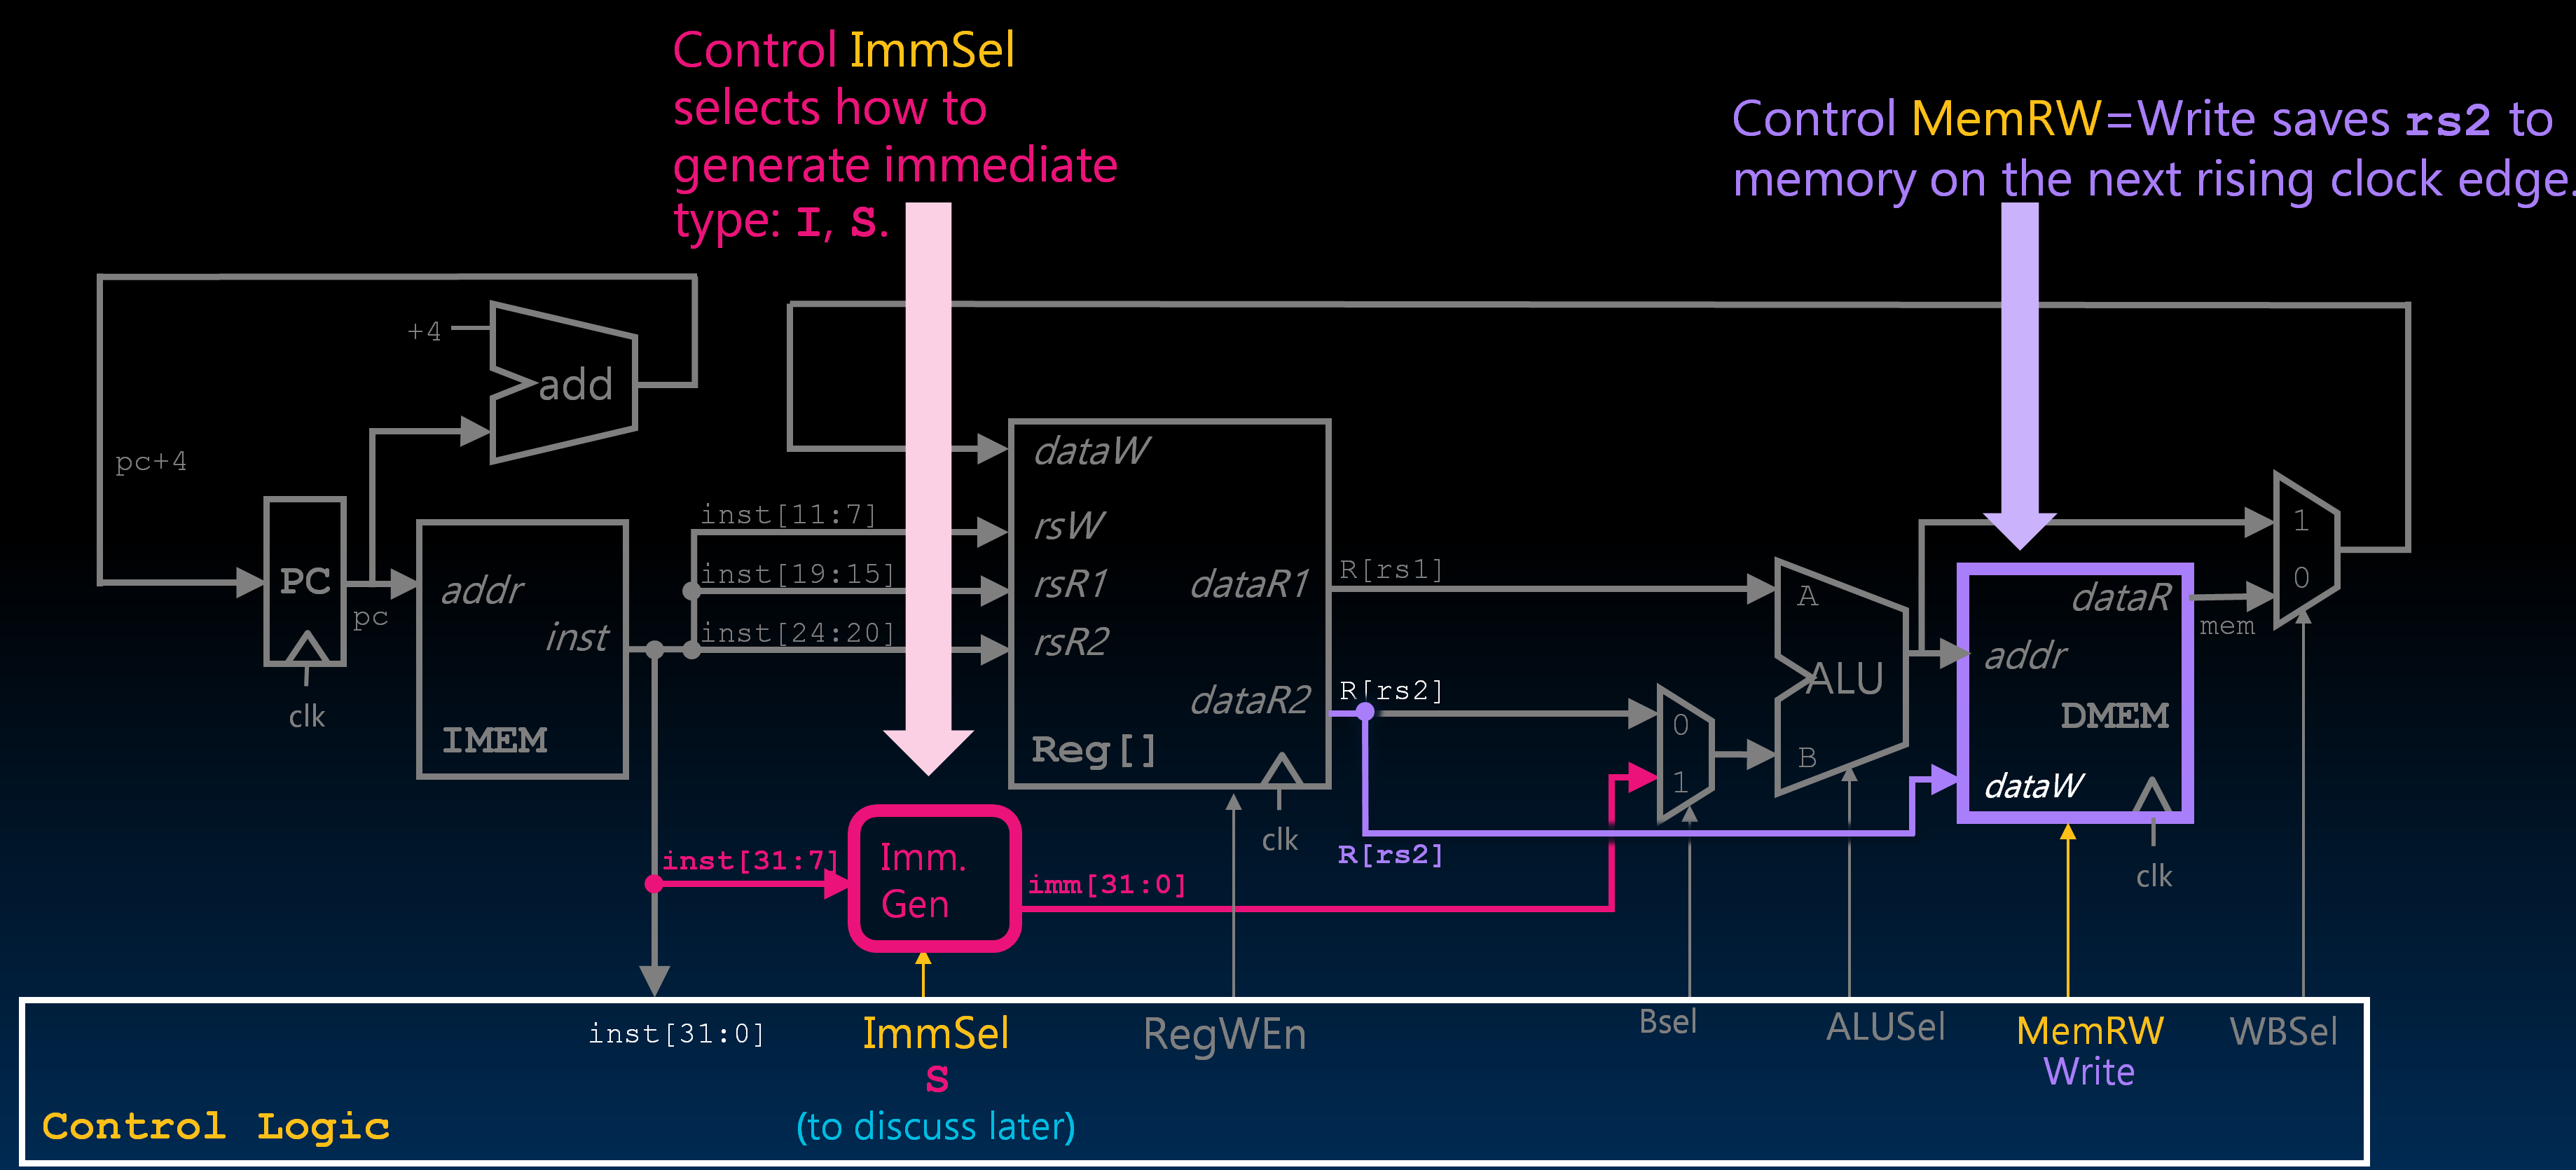 Control ImmSel
selects how to
generate immediate
type: I, S.
Control MemRW=Write saves rs2 to
memory on the next rising clock edge.
+4
add
pc+4
PC
pc
clk
addr
inst
IMEM
inst[11:7]
inst[19:15]
inst[24:20]
dataW
rsW
rsR1
rsR2
dataR1
dataR2
Reg[]
clk
R[rs1]
R[rs2]
R[rs2]
inst[31:7]
Imm.
Gen
imm[31:0]
0
1
A
B
ALU
dataR
addr
DMEM
dataW
clk
mem
1
0
inst[31:0]
ImmSel
S
(to discuss later)
RegWEn
Bsel
ALUSel
MemRW
Write
WBSel
Control Logic